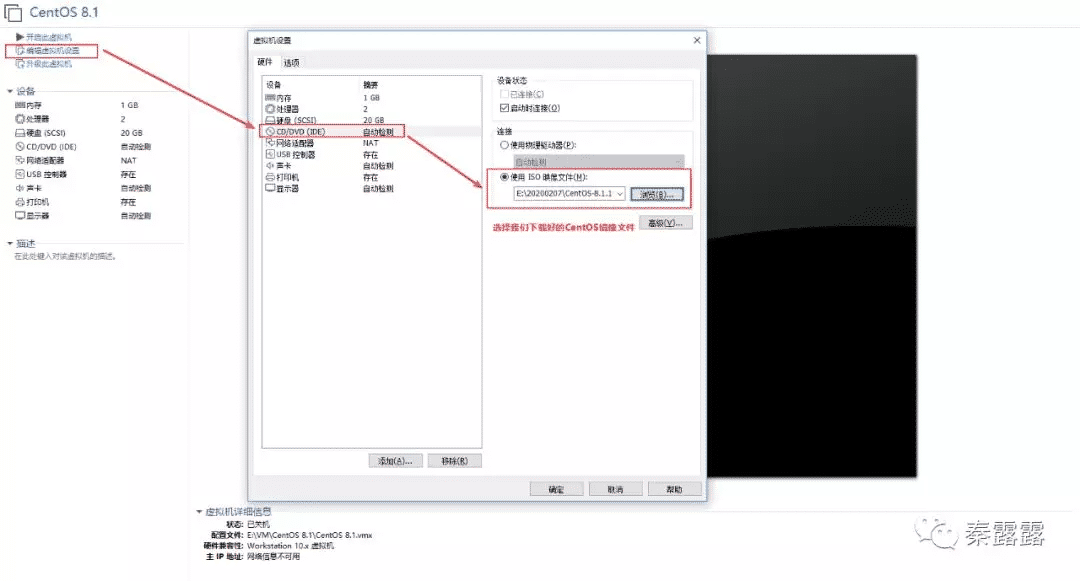 CentOS 8.1
开启此虚拟机
编辑虚拟机设置
升级此虚拟机
设备
内存 1 GB
处理器 2
硬盘 (SCSI) 20 GB
CD/DVD (IDE) 自动检测
网络适配器 NAT
USB 控制器 存在
声卡 自动检测
打印机 存在
显示器 自动检测
描述
在此处键入对该虚拟机的描述。
虚拟机设置
硬件 选项
设备 摘要
内存 1 GB
处理器 2
硬盘 (SCSI) 20 GB
CD/DVD (IDE) 自动检测
网络适配器 NAT
USB 控制器 存在
声卡 自动检测
打印机 存在
显示器 自动检测
添加(A)... 移除(R)
设备状态
已连接(C)
启动时连接(O)
连接
使用物理驱动器(P):
自动检测
使用 ISO 映像文件(M):
E:\20200207\CentOS-8.1.1 浏览(B)...
选择我们下载好的CentOS镜像文件
高级(V)...
确定 取消 帮助
虚拟机详细信息
状态: 已关机
配置文件: E:\VM\CentOS 8.1\CentOS 8.1.vmx
硬件兼容性: Workstation 10.x 虚拟机
主 IP 地址: 网络信息不可用
秦露露